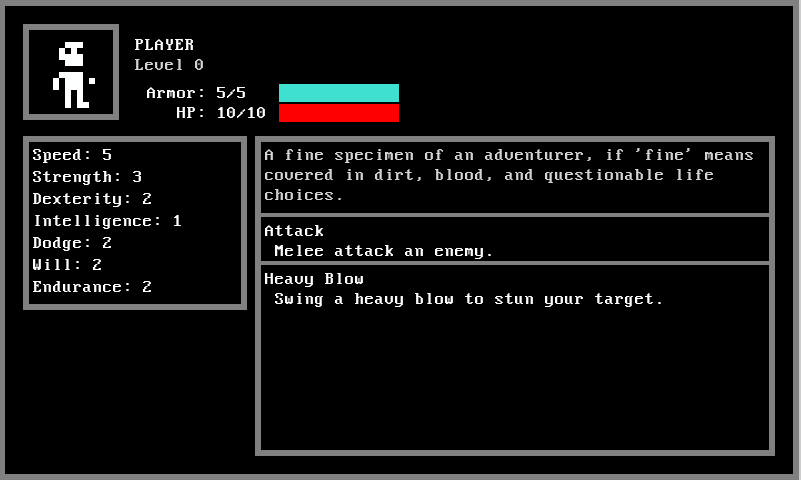 PLAYER
Level 0
Armor: 5/5
HP: 10/10
Speed: 5
Strength: 3
Dexterity: 2
Intelligence: 1
Dodge: 2
Will: 2
Endurance: 2
A fine specimen of an adventurer, if 'fine' means
covered in dirt, blood, and questionable life
choices.
Attack
Melee attack an enemy.
Heavy Blow
Swing a heavy blow to stun your target.